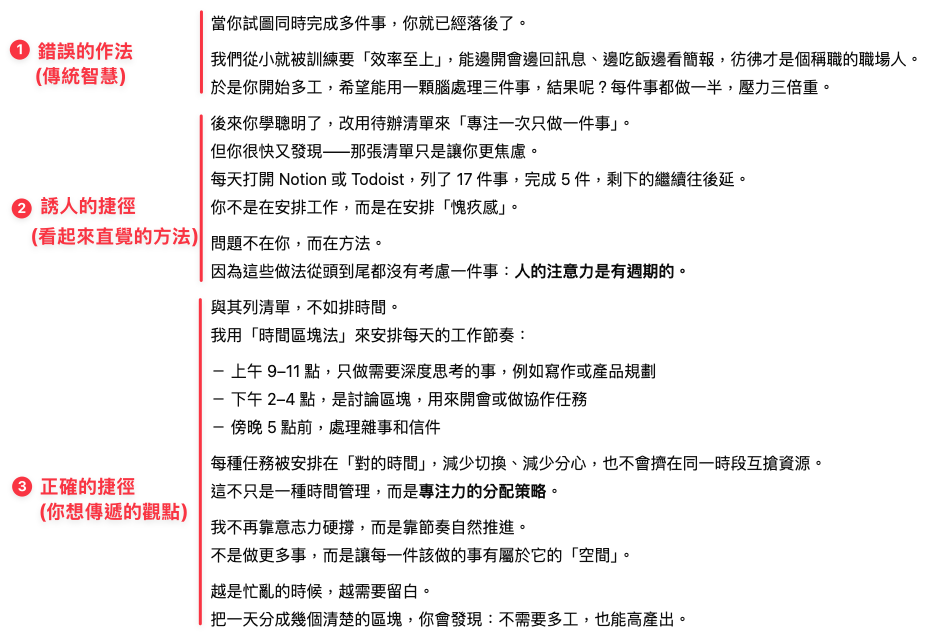 ❶ 錯誤的作法
(傳統智慧)
當你試圖同時完成多件事，你就已經落後了。
我們從小就被訓練要「效率至上」，能邊開會邊回訊息、邊吃飯邊看簡報，彷彿才是個稱職的職場人。
於是你開始多工，希望能用一顆腦處理三件事，結果呢？每件事都做一半，壓力三倍重。
❷ 誘人的捷徑
(看起來直覺的方法)
後來你學聰明了，改用待辦清單來「專注一次只做一件事」。
但你很快又發現——那張清單只是讓你更焦慮。
每天打開 Notion 或 Todoist，列了 17 件事，完成 5 件，剩下的繼續往後延。
你不是在安排工作，而是在安排「愧疚感」。
問題不在你，而在方法。
因為這些做法從頭到尾都沒有考慮一件事：人的注意力是有週期的。
❸ 正確的捷徑
(你想傳遞的觀點)
與其列清單，不如排時間。
我用「時間區塊法」來安排每天的工作節奏：
– 上午 9–11 點，只做需要深度思考的事，例如寫作或產品規劃
– 下午 2–4 點，是討論區塊，用來開會或做協作任務
– 傍晚 5 點前，處理雜事和信件
每種任務被安排在「對的時間」，減少切換、減少分心，也不會擠在同一時段互搶資源。
這不只是一種時間管理，而是專注力的分配策略。
我不再靠意志力硬撐，而是靠節奏自然推進。
不是做更多事，而是讓每一件該做的事有屬於它的「空間」。
越是忙亂的時候，越需要留白。
把一天分成幾個清楚的區塊，你會發現：不需要多工，也能高產出。